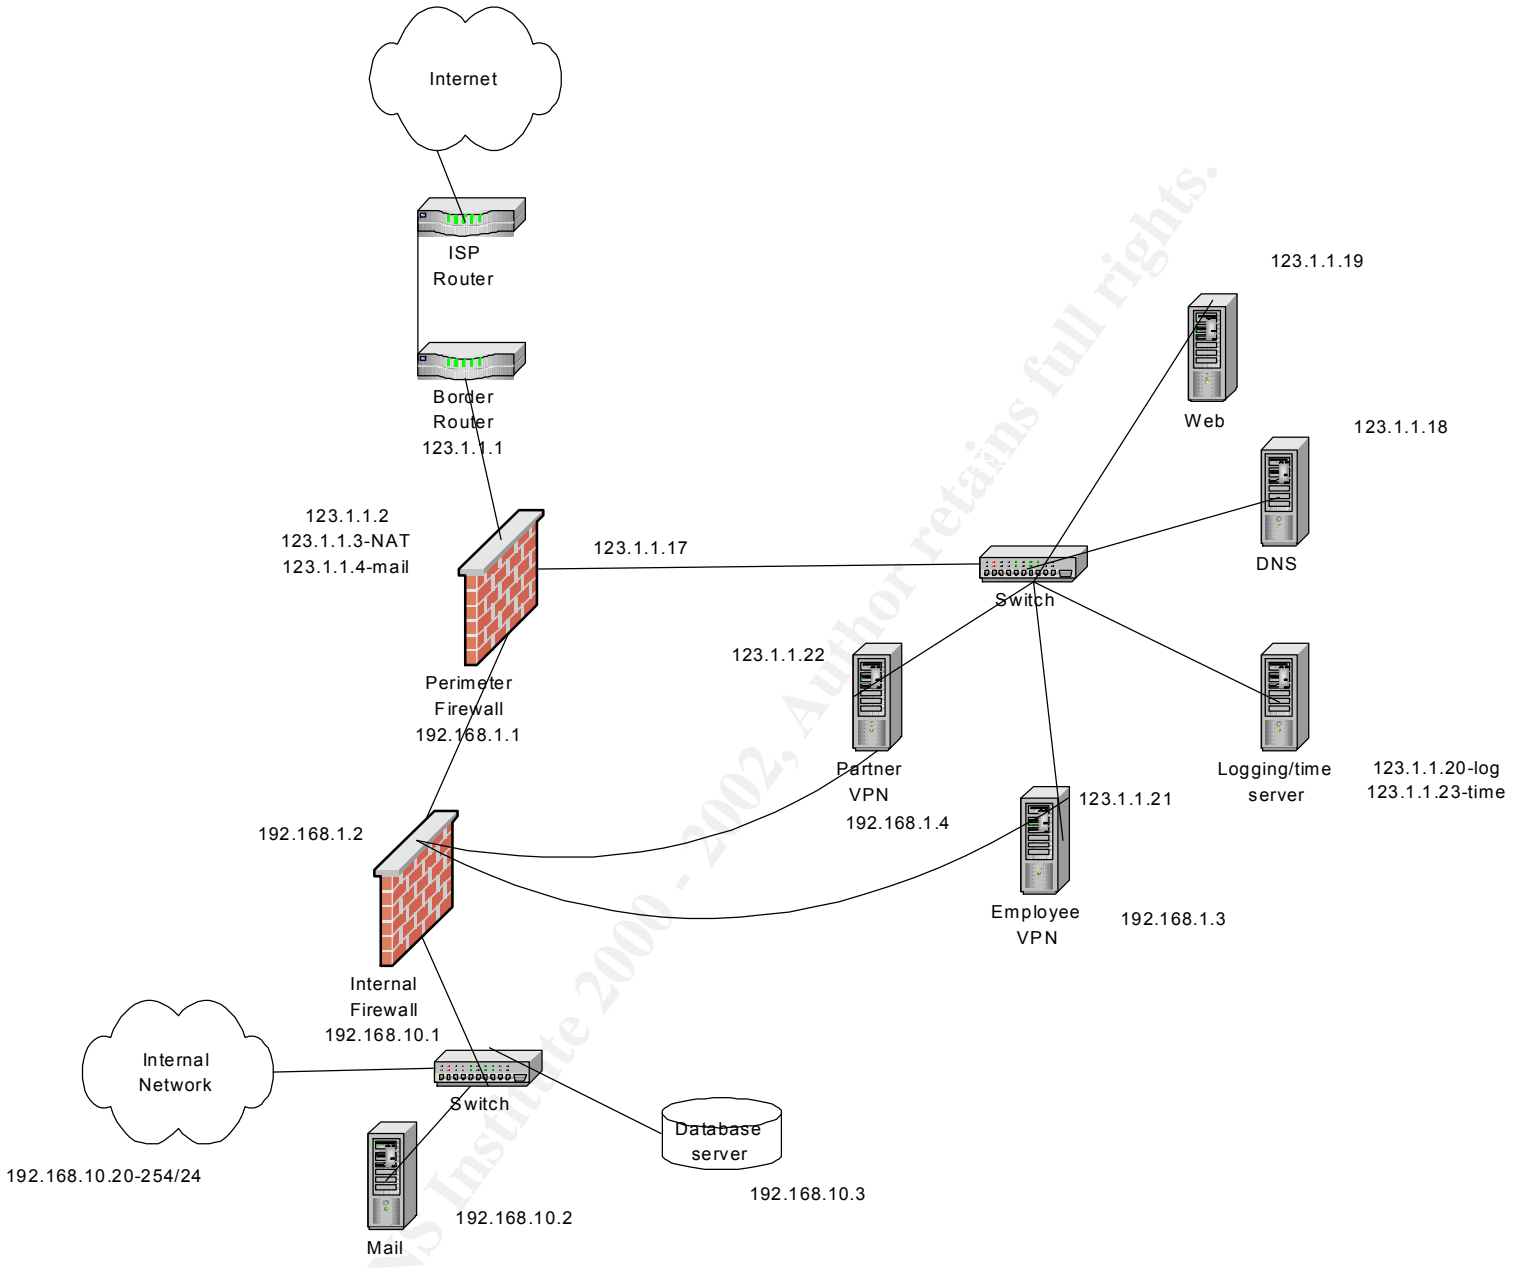 Internet
ISP
Router
Border
Router
123.1.1.1
123.1.1.2
123.1.1.3-NAT
123.1.1.4-mail
123.1.1.17
Perimeter
Firewall
192.168.1.1
192.168.1.2
Internal
Firewall
192.168.10.1
Internal
Network
192.168.10.20-254/24
Switch
Mail
192.168.10.2
Database
server
192.168.10.3
Switch
123.1.1.19
Web
123.1.1.18
DNS
123.1.1.22
Partner
VPN
192.168.1.4
123.1.1.21
Employee
VPN
192.168.1.3
Logging/time
server
123.1.1.20-log
123.1.1.23-time
NS Institute 2000 - 2002, Author retains full rights.